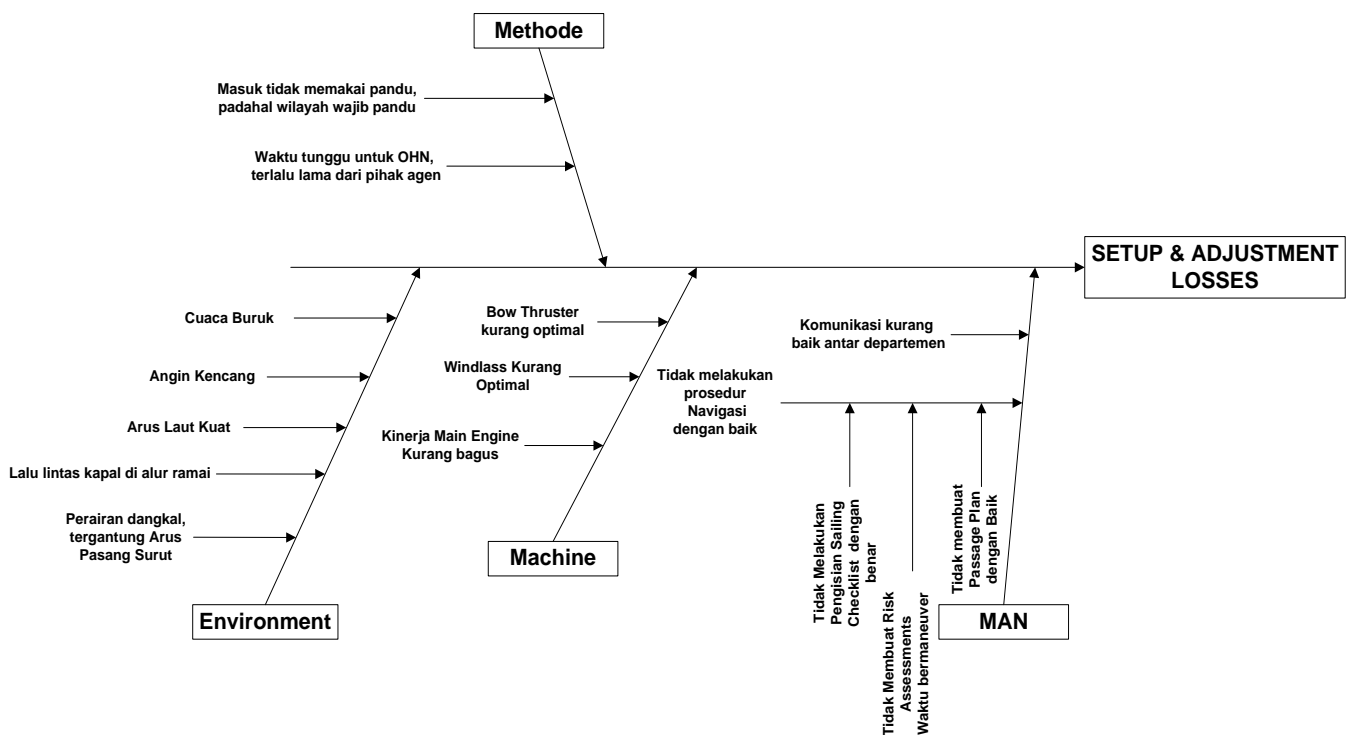 Methode
Masuk tidak memakai pandu,
padahal wilayah wajib pandu
Waktu tunggu untuk OHN,
terlalu lama dari pihak agen
SETUP & ADJUSTMENT
LOSSES
Cuaca Buruk
Angin Kencang
Arus Laut Kuat
Lalu lintas kapal di alur ramai
Perairan dangkal,
tergantung Arus
Pasang Surut
Environment
Bow Thruster
kurang optimal
Windlass Kurang
Optimal
Kinerja Main Engine
Kurang bagus
Machine
Komunikasi kurang
baik antar departemen
Tidak melakukan
prosedur
Navigasi
dengan baik
Tidak Melakukan
Pengisian Sailing
Checklist dengan
benar
Tidak Membuat Risk
Assessments
Waktu bermaneuver
Tidak membuat
Passage Plan
dengan Baik
MAN